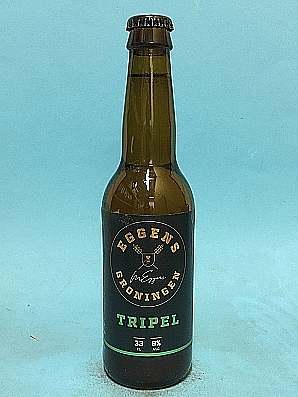 EGGENS
GRONINGEN
TRIPEL
33 8%